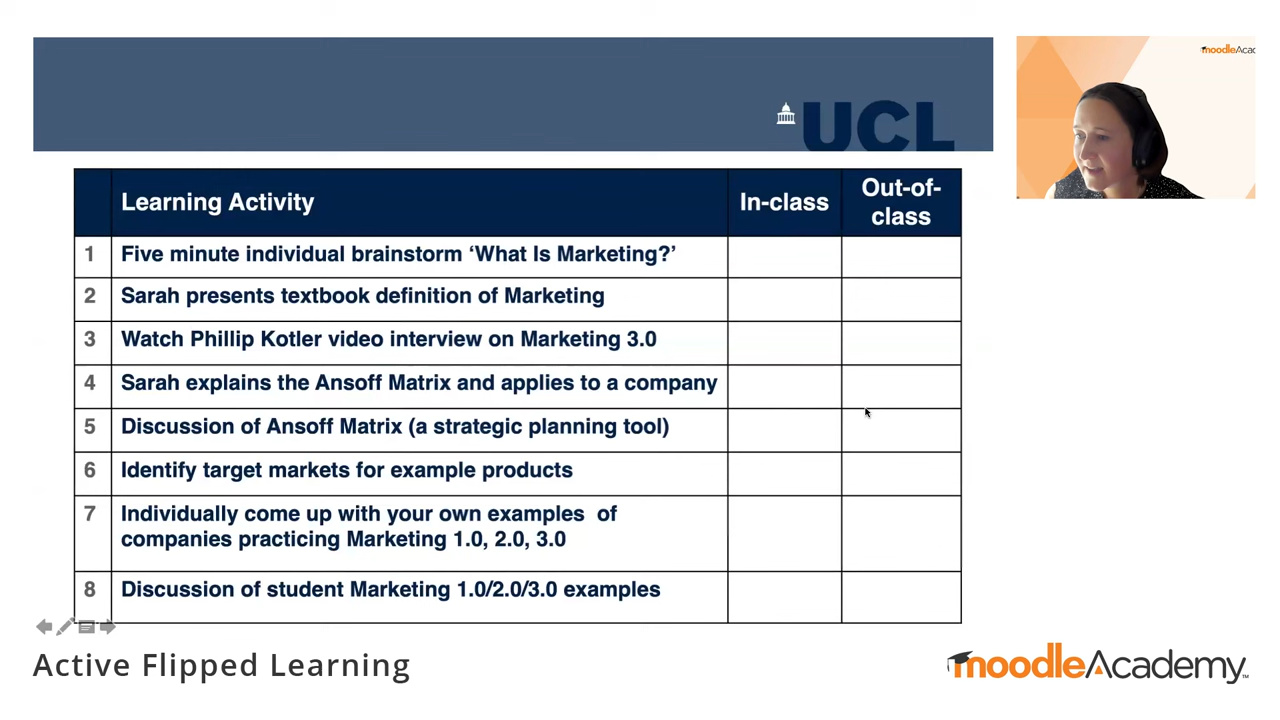 moodleAcac
UCL
Learning Activity
In-class
Out-of-
class
1 Five minute individual brainstorm ‘What Is Marketing?’
2 Sarah presents textbook definition of Marketing
3 Watch Phillip Kotler video interview on Marketing 3.0
4 Sarah explains the Ansoff Matrix and applies to a company
5 Discussion of Ansoff Matrix (a strategic planning tool)
6 Identify target markets for example products
7 Individually come up with your own examples of
companies practicing Marketing 1.0, 2.0, 3.0
8 Discussion of student Marketing 1.0/2.0/3.0 examples
Active Flipped Learning
moodleAcademy™